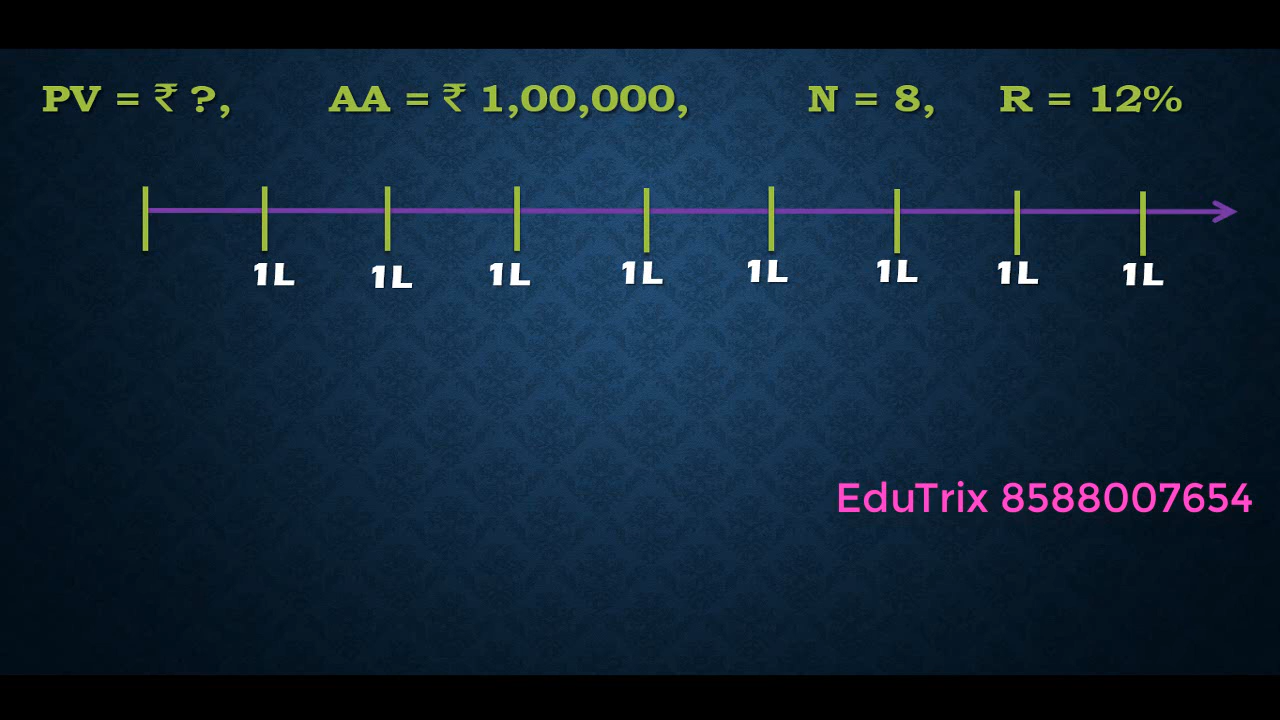 PV = ₹ ?, AA = ₹ 1,00,000, N = 8, R = 12%
1L 1L 1L 1L 1L 1L 1L 1L
EduTrix 8588007654